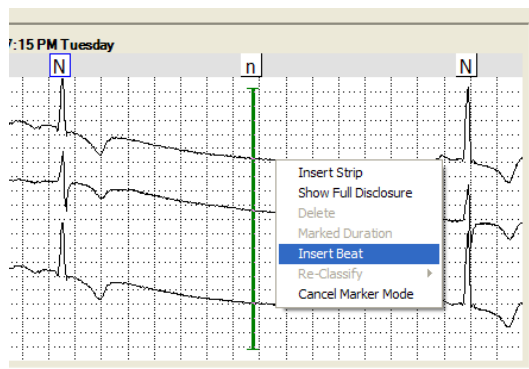 7:15 PM Tuesday
N n N
Insert Strip
Show Full Disclosure
Delete
Marked Duration
Insert Beat
Re-Classify
Cancel Marker Mode